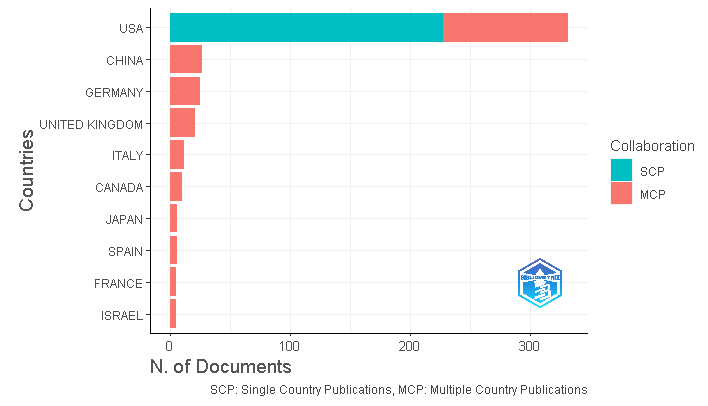 USA
CHINA
GERMANY
UNITED KINGDOM
ITALY
CANADA
JAPAN
SPAIN
FRANCE
ISRAEL
Countries
0 100 200 300
N. of Documents
Collaboration
SCP
MCP
BIBLIOMETRIX
SCP: Single Country Publications, MCP: Multiple Country Publications